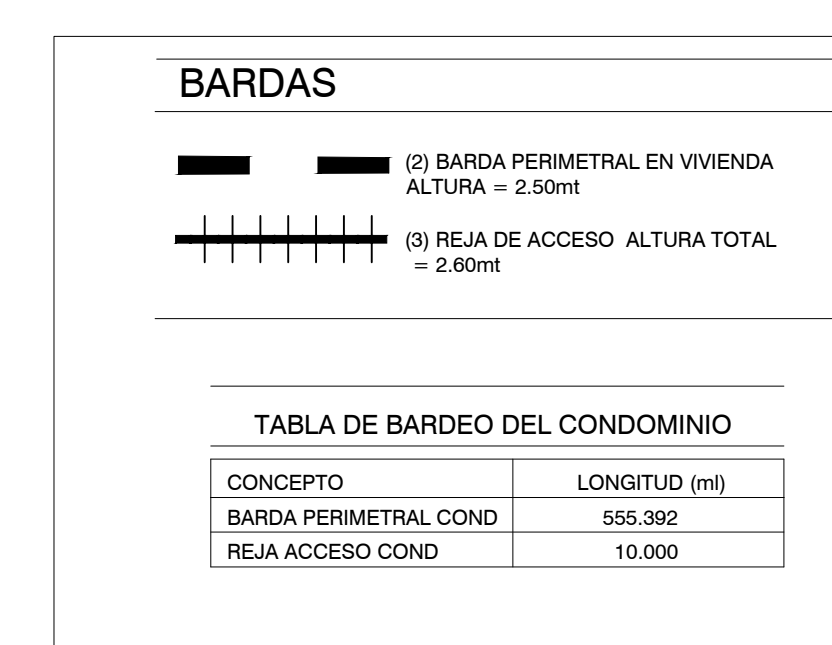 BARDAS
(2) BARDA PERIMETRAL EN VIVIENDA
ALTURA = 2.50mt
(3) REJA DE ACCESO ALTURA TOTAL
= 2.60mt
TABLA DE BARDEO DEL CONDOMINIO
CONCEPTO LONGITUD (ml)
BARDA PERIMETRAL COND 555.392
REJA ACCESO COND 10.000